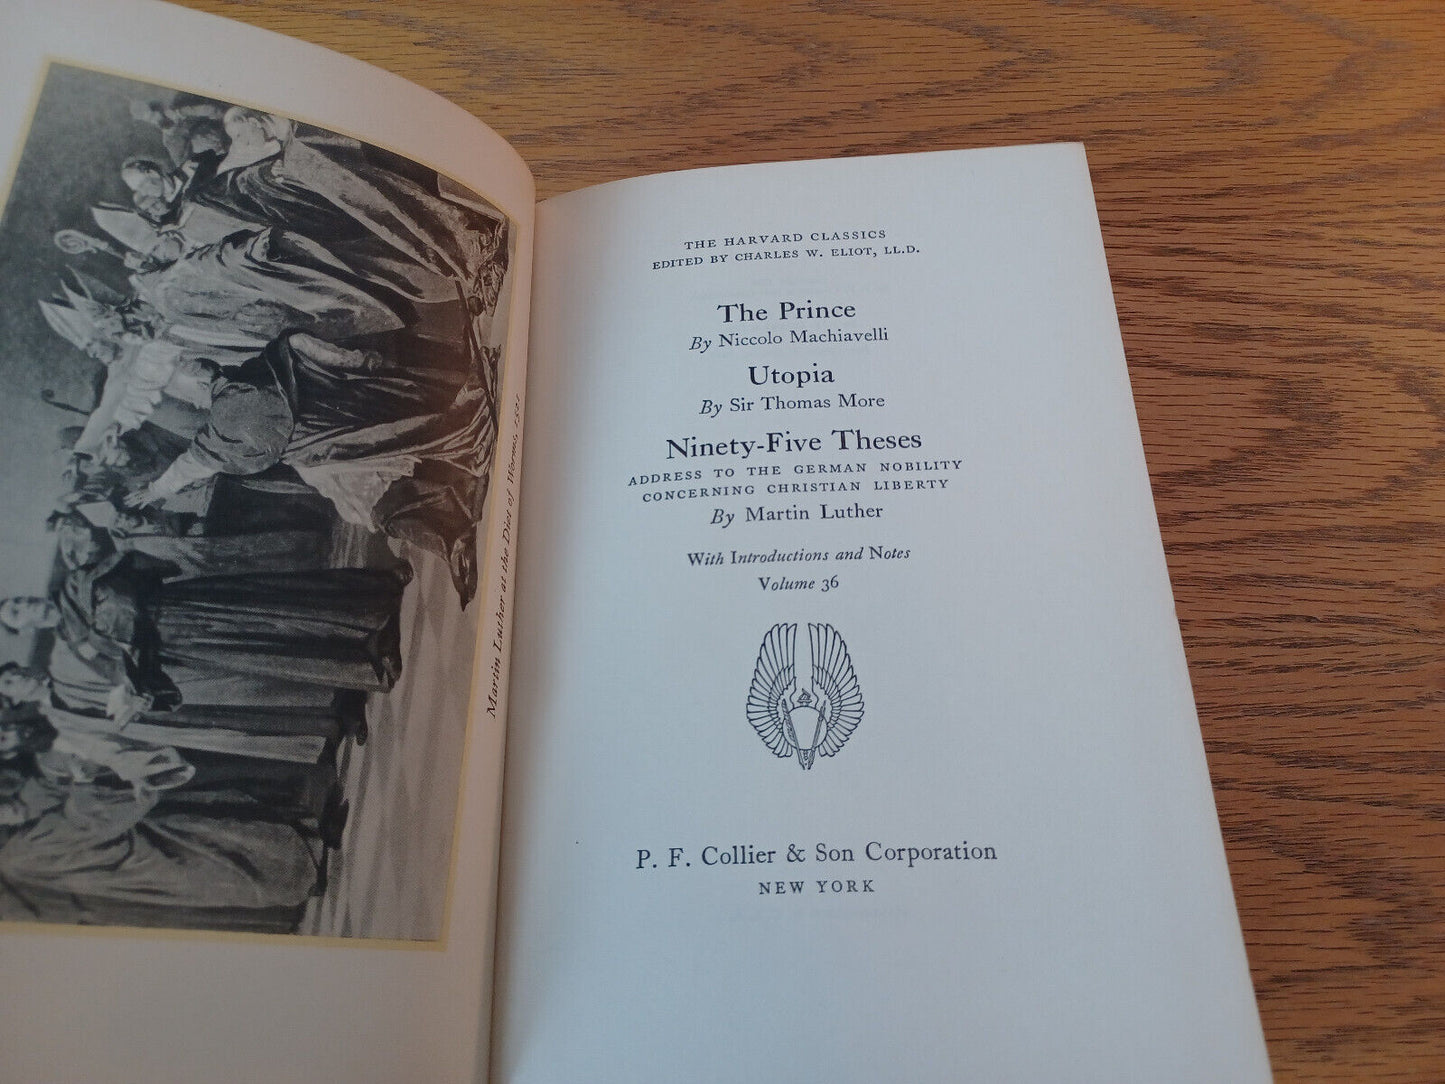 Martin Luther at the Diet of Worms, 1521
THE HARVARD CLASSICS
EDITED BY CHARLES W. ELIOT, LL.D.
The Prince
By Niccolo Machiavelli
Utopia
By Sir Thomas More
Ninety-Five Theses
ADDRESS TO THE GERMAN NOBILITY
CONCERNING CHRISTIAN LIBERTY
By Martin Luther
With Introductions and Notes
Volume 36
P. F. Collier & Son Corporation
NEW YORK